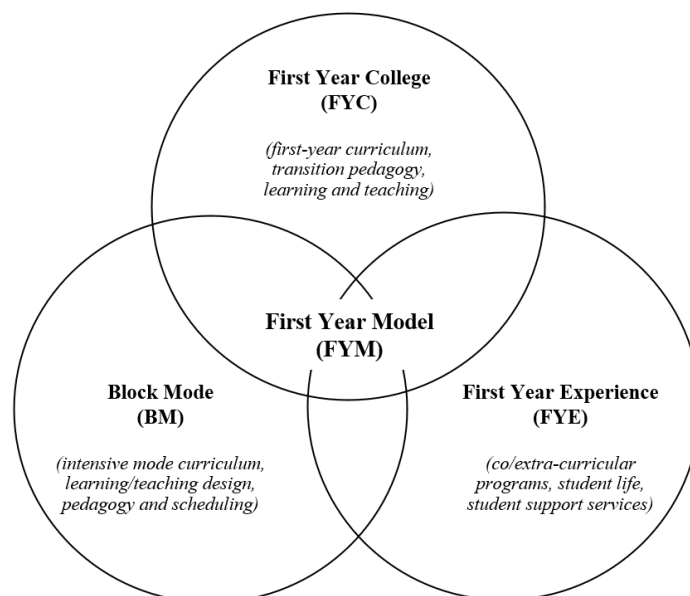 First Year College
(FYC)
(first-year curriculum,
transition pedagogy,
learning and teaching)
First Year Model
(FYM)
Block Mode
(BM)
(intensive mode curriculum,
learning/teaching design,
pedagogy and scheduling)
First Year Experience
(FYE)
(co/extra-curricular
programs, student life,
student support services)